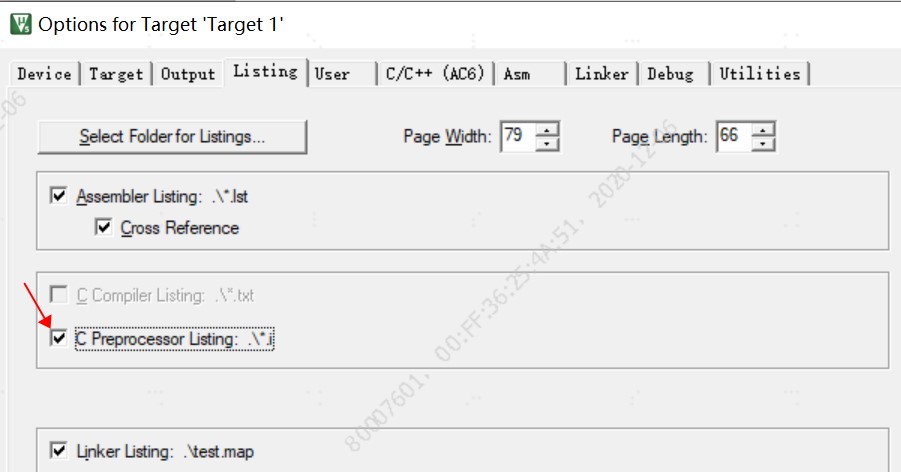 Options for Target 'Target 1'
Device Target Output Listing User C/C++ (AC6) Asm Linker Debug Utilities
Select Folder for Listings... Page Width: 79 Page Length: 66
Assembler Listing: .\*.lst
Cross Reference
C Compiler Listing: .\*.txt
C Preprocessor Listing: .\*.i
Linker Listing: .\test.map
80007601, 00:FF:36:25:4A:51, 2020-12-06
2-06